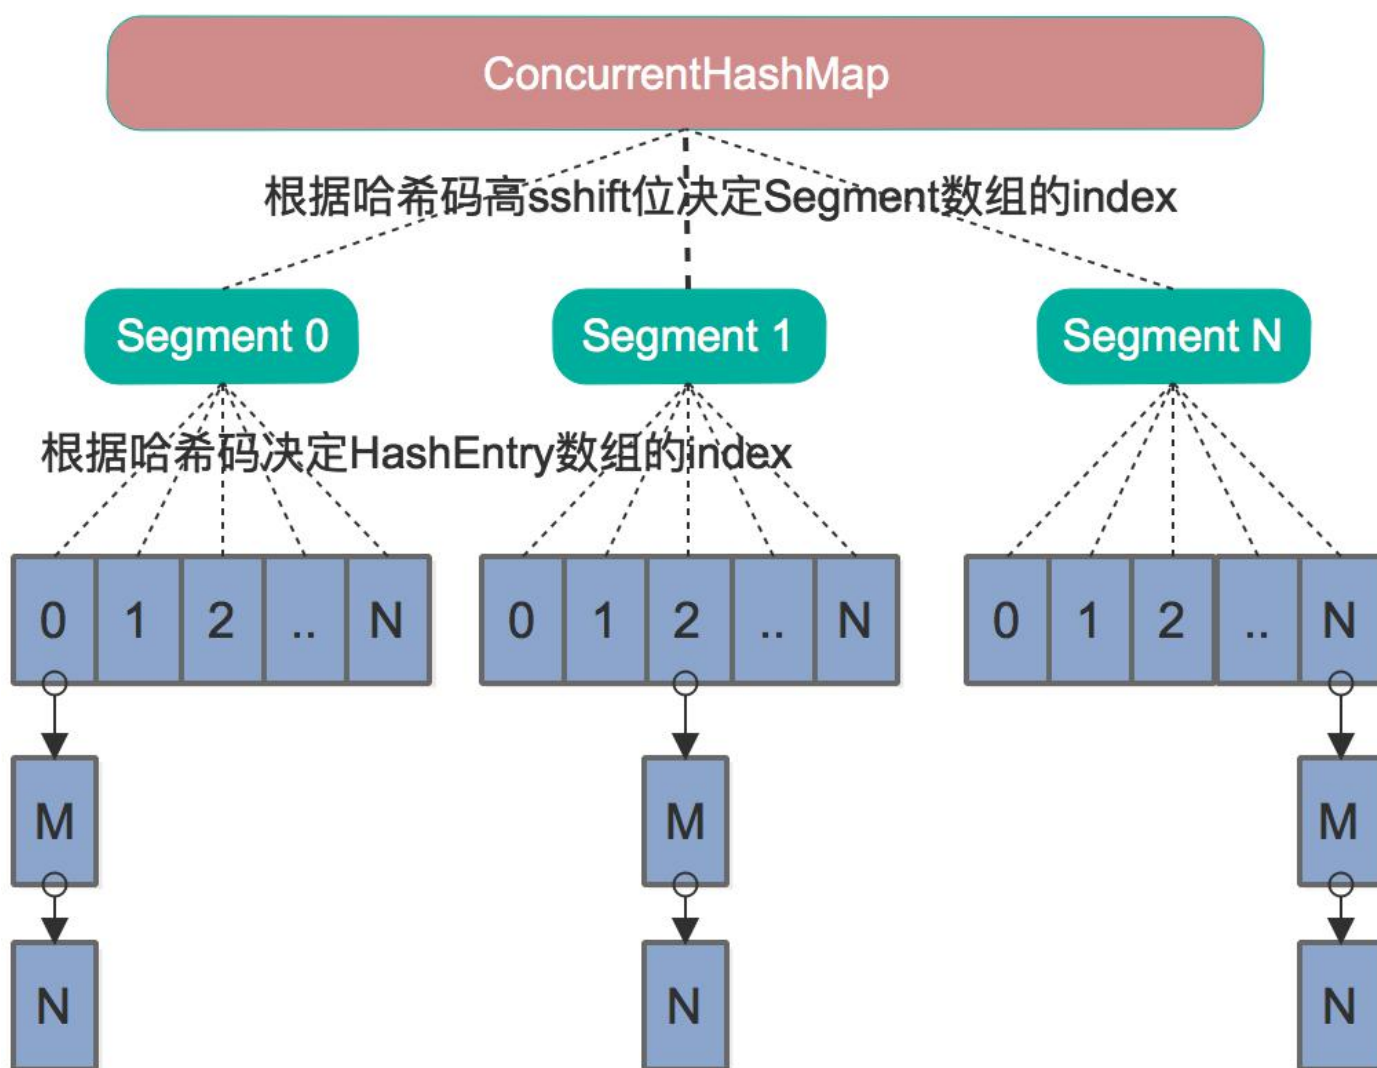 ConcurrentHashMap
根据哈希码高sshift位决定Segment数组的index
Segment 0
Segment 1
Segment N
根据哈希码决定HashEntry数组的index
0 1 2 .. N
0 1 2 .. N
0 1 2 .. N
M
M
M
N
N
N